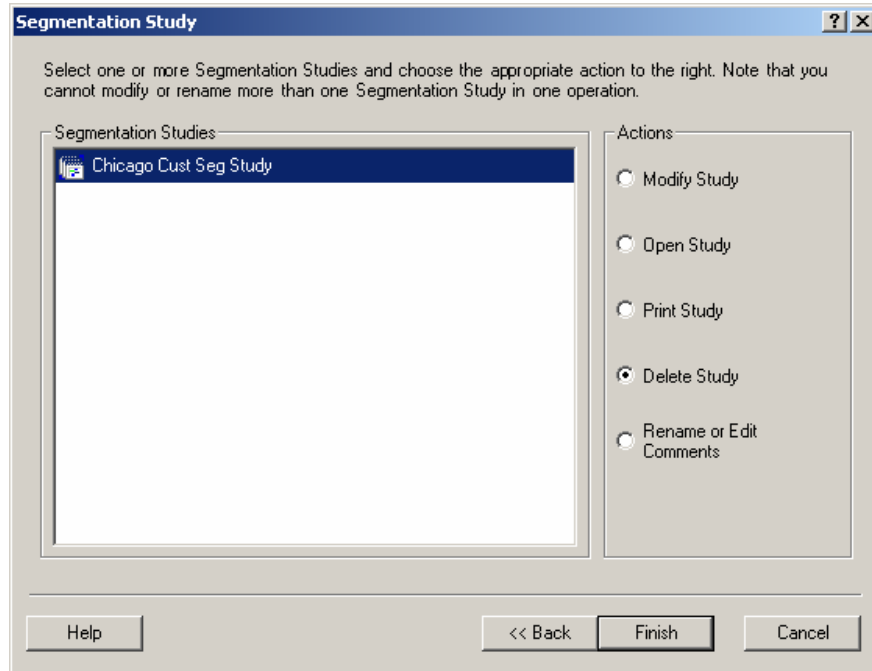 Segmentation Study
Select one or more Segmentation Studies and choose the appropriate action to the right. Note that you
cannot modify or rename more than one Segmentation Study in one operation.
Segmentation Studies
Chicago Cust Seg Study
Actions
Modify Study
Open Study
Print Study
Delete Study
Rename or Edit
Comments
Help
<< Back
Finish
Cancel